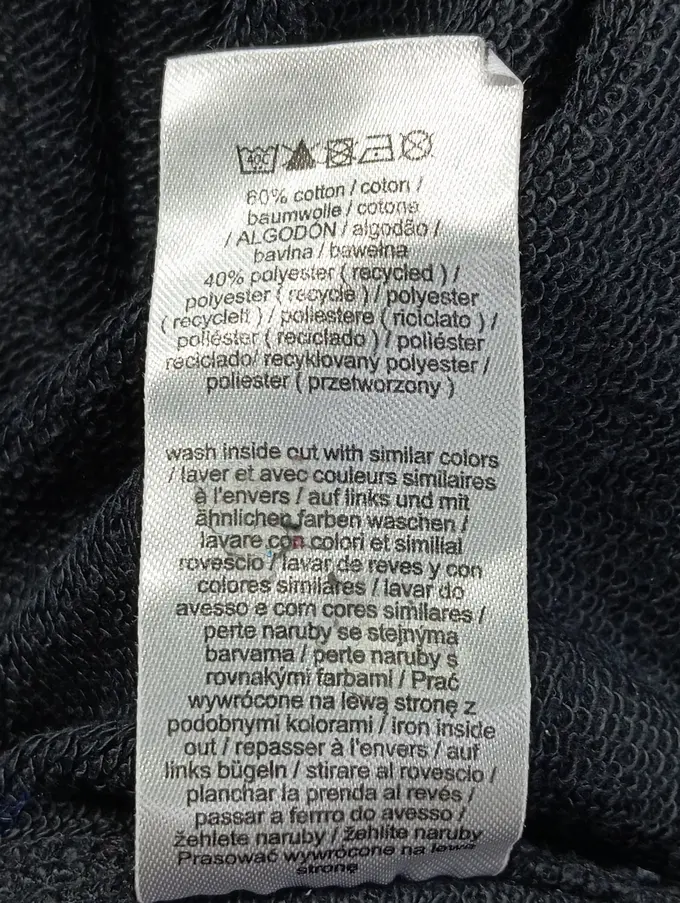 40C
60% cotton / coton /
baumwolle / cotone
/ ALGODÓN / algodão /
bavlna / bawełna
40% polyester ( recycled ) /
polyester ( recycle ) / polyester
( recycleit ) / poliestere ( riciclato ) /
poliéster ( reciclado ) / poliéster
reciclado/ recyklovaný polyester /
poliester ( przetworzony )
wash inside out with similar colors
/ laver et avec couleurs similaires
à l'envers / auf links und mit
ähnlichen farben waschen /
lavare con colori et similial
rovescio / lavar de reves y con
colores similares / lavar do
avesso e com cores similares /
perte naruby se stejnýma
barvama / perte naruby s
rovnakymi farbami / Prać
wywrócone na lewą stronę z
podobnymi kolorami / iron inside
out / repasser à l'envers / auf
links bügeln / stirare al rovescio /
planchar la prenda al revés /
passar a ferrro do avesso /
žehlete naruby / žehlite naruby
Prasować wywrócone na lewą
stronę